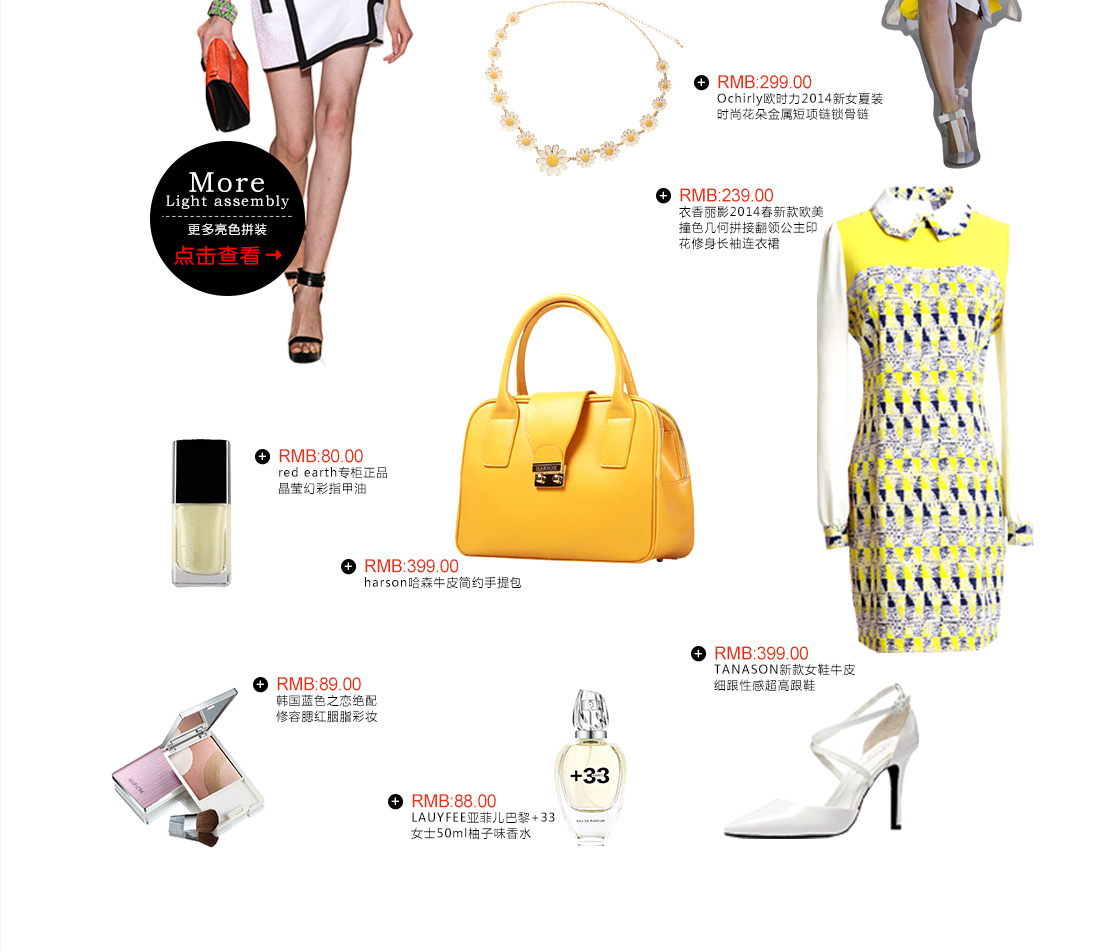 RMB:299.00
Ochirly欧时力2014新女夏装
时尚花朵金属短项链锁骨链
More
Light assembly
更多亮色拼装
点击查看
RMB:239.00
衣香丽影2014春新款欧美
撞色几何拼接翻领公主印
花修身长袖连衣裙
RMB:80.00
red earth专柜正品
晶莹幻彩指甲油
HARSON
RMB:399.00
harson哈森牛皮简约手提包
RMB:399.00
TANASON新款女鞋牛皮
细跟性感超高跟鞋
RMB:89.00
韩国蓝色之恋绝配
修容腮红胭脂彩妆
+33
EAU DE PARFUM
RMB:88.00
LAUYFEE亚菲儿巴黎+33
女士50ml柚子味香水